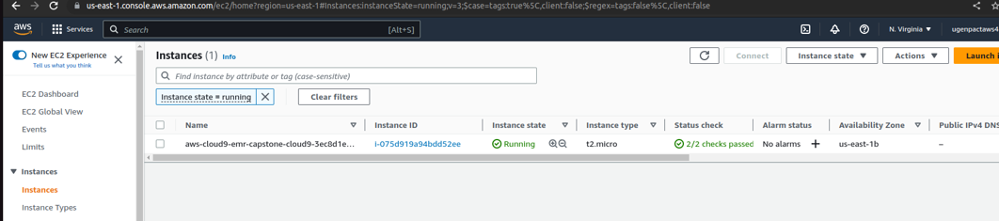 us-east-1.console.aws.amazon.com/ec2/home?region=us-east-1#Instances:instanceState=running;v=3;$case=tags:true%5C,client:false;$regex=tags:false%5C,client:false
aws Services Search [Alt+S] N. Virginia ugenpactaws4
New EC2 Experience
Tell us what you think
EC2 Dashboard
EC2 Global View
Events
Limits
Instances
Instances
Instance Types
Instances (1) Info
Connect Instance state Actions Launch i
Find instance by attribute or tag (case-sensitive)
Instance state = running Clear filters
Name Instance ID Instance state Instance type Status check Alarm status Availability Zone Public IPv4 DNS
aws-cloud9-emr-capstone-cloud9-3ec8d1e... i-075d919a94bdd52ee Running t2.micro 2/2 checks passed No alarms us-east-1b –